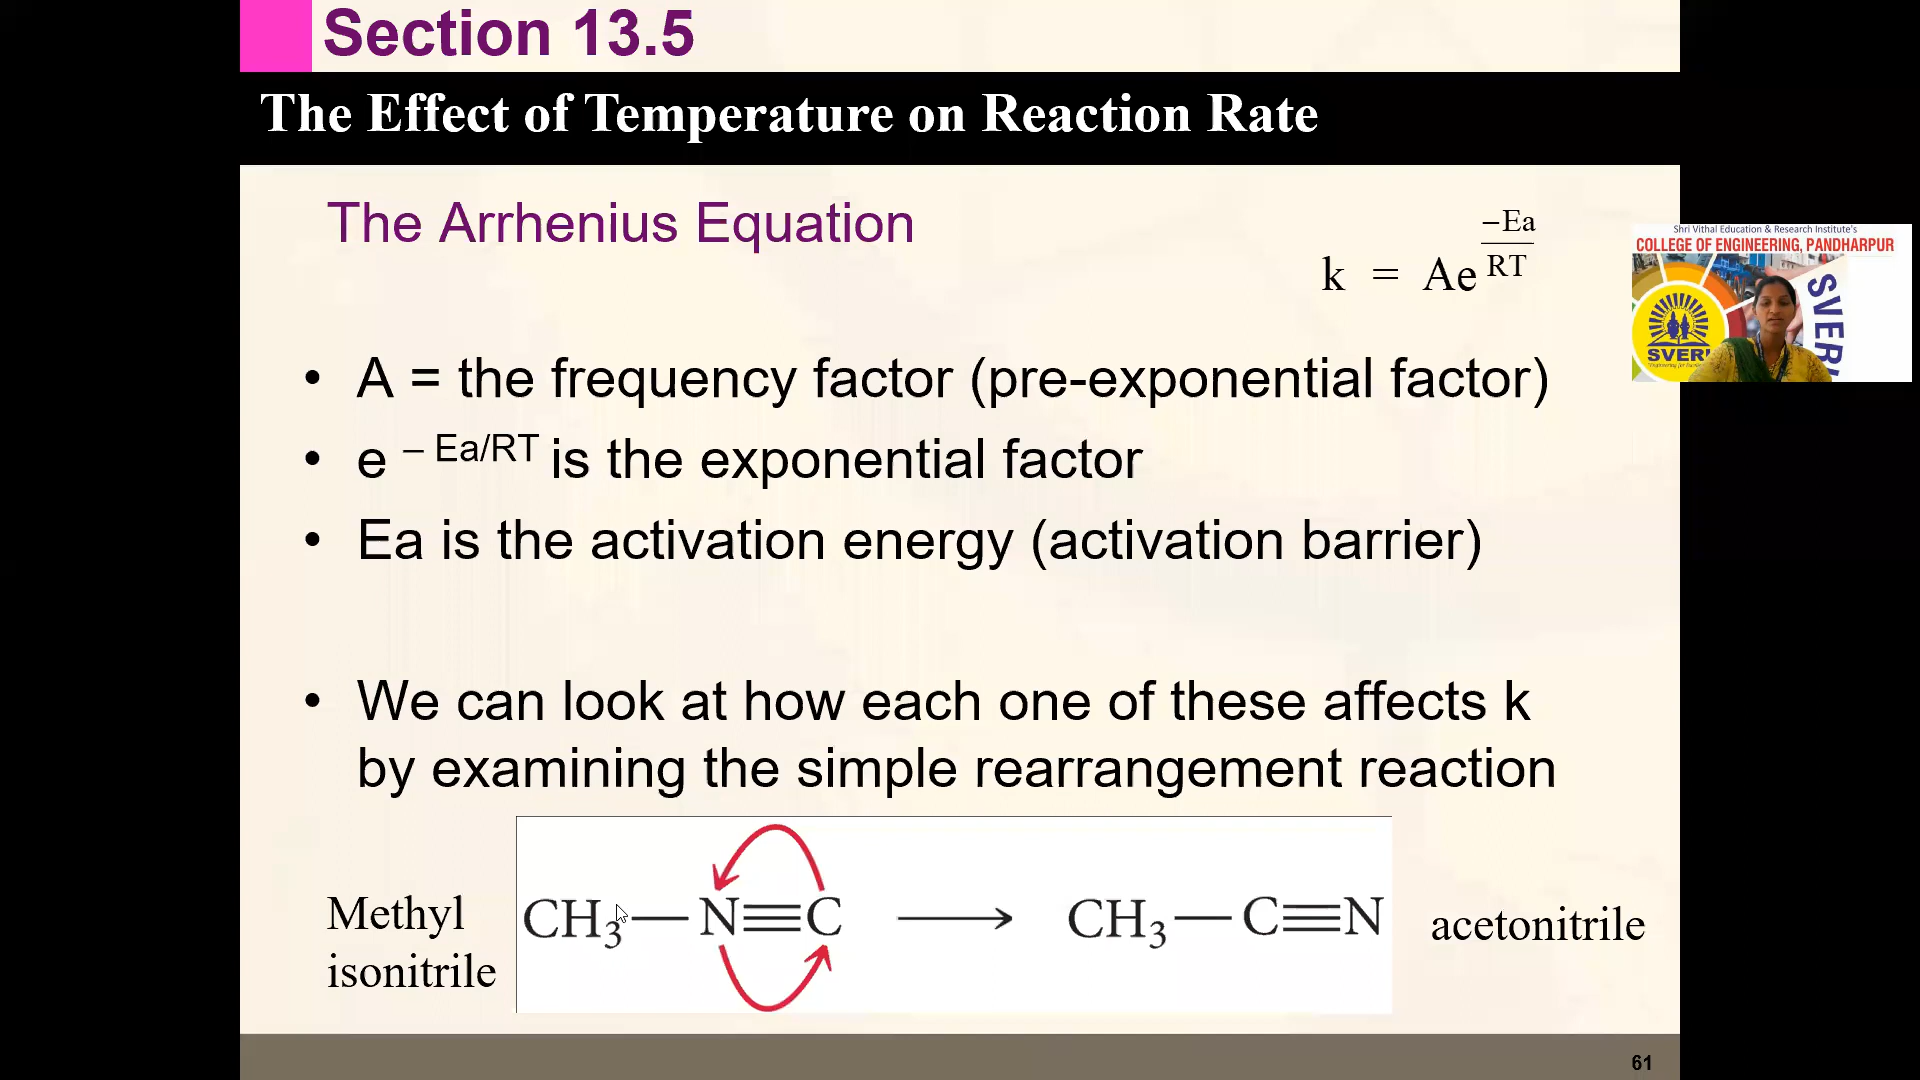 Section 13.5
The Effect of Temperature on Reaction Rate
The Arrhenius Equation
k = Ae^(–Ea/RT)
Shri Vithal Education & Research Institute's
COLLEGE OF ENGINEERING, PANDHARPUR
SVERI
SVERI
• A = the frequency factor (pre-exponential factor)
• e – Ea/RT is the exponential factor
• Ea is the activation energy (activation barrier)
• We can look at how each one of these affects k
by examining the simple rearrangement reaction
Methyl
isonitrile
CH₃—N≡C ⟶ CH₃—C≡N
acetonitrile
61